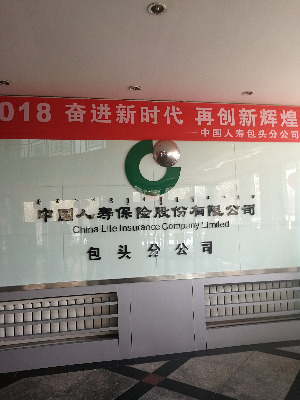 018 奋进新时代 再创新辉煌
——中国人寿包头分公司
中国人寿保险股份有限公司
China Life Insurance Company Limited
包头分公司